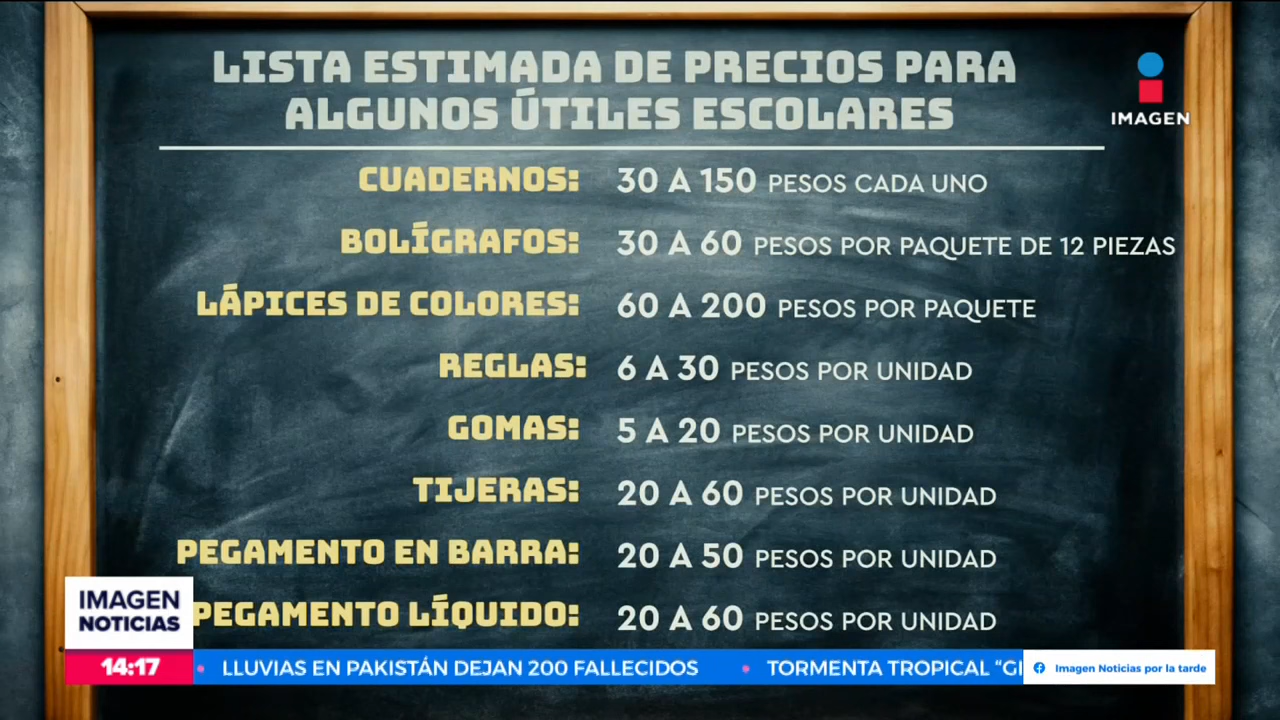 LISTA ESTIMADA DE PRECIOS PARA
ALGUNOS ÚTILES ESCOLARES
IMAGEN
CUADERNOS: 30 A 150 PESOS CADA UNO
BOLÍGRAFOS: 30 A 60 PESOS POR PAQUETE DE 12 PIEZAS
LÁPICES DE COLORES: 60 A 200 PESOS POR PAQUETE
REGLAS: 6 A 30 PESOS POR UNIDAD
GOMAS: 5 A 20 PESOS POR UNIDAD
TIJERAS: 20 A 60 PESOS POR UNIDAD
PEGAMENTO EN BARRA: 20 A 50 PESOS POR UNIDAD
PEGAMENTO LÍQUIDO: 20 A 60 PESOS POR UNIDAD
IMAGEN
NOTICIAS
14:17 LLUVIAS EN PAKISTÁN DEJAN 200 FALLECIDOS • TORMENTA TROPICAL Imagen Noticias por la tarde